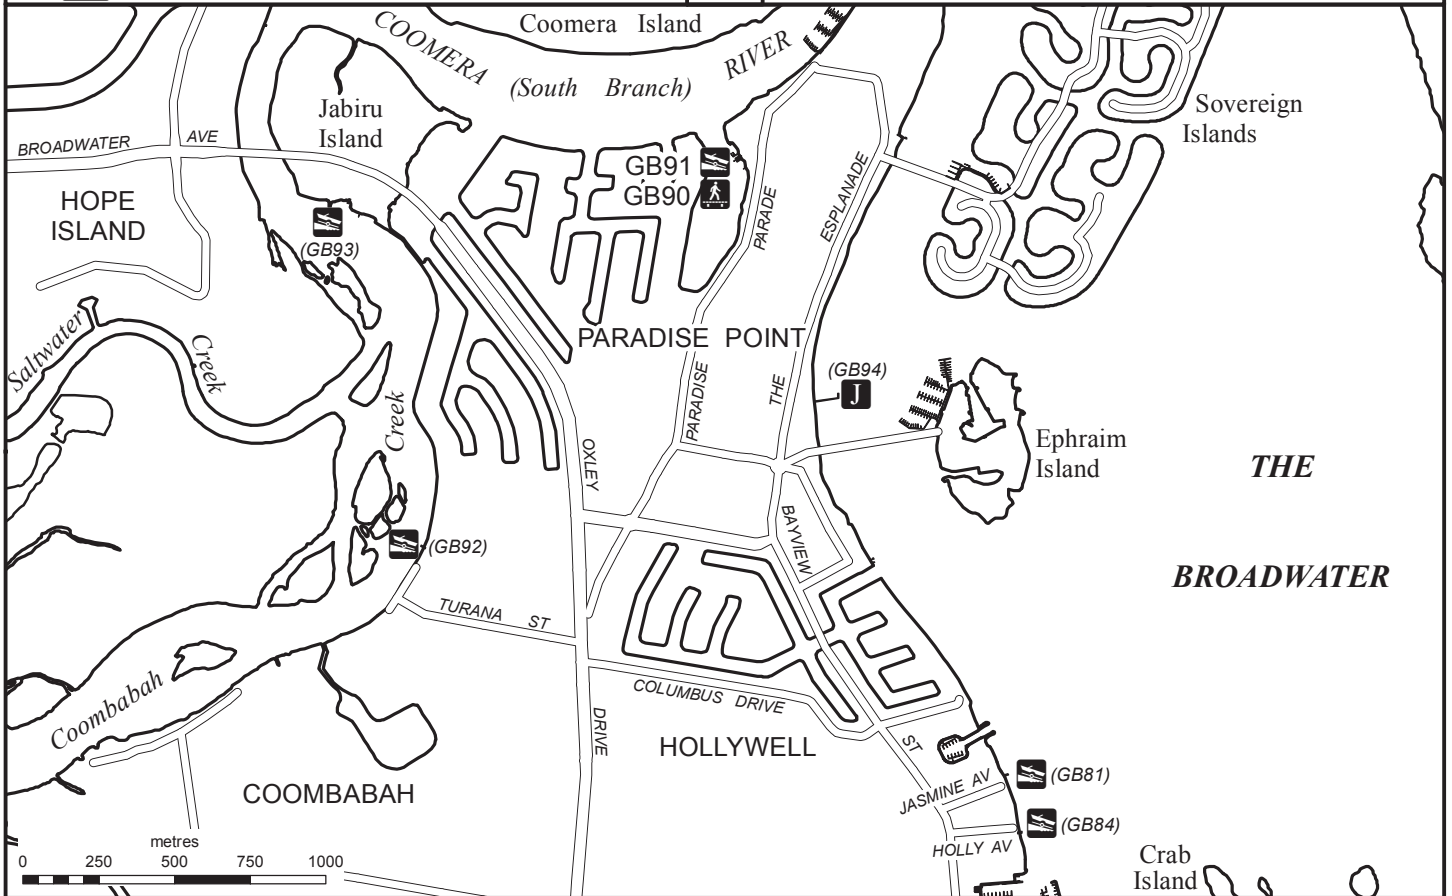 Coomera Island
COOMERA
RIVER
(South Branch)
Jabiru
Island
Sovereign
Islands
BROADWATER AVE
GB91
GB90
HOPE
ISLAND
(GB93)
PARADE
ESPLANADE
Saltwater
Creek
PARADISE POINT
(GB94)
J
PARADISE
THE
Creek
OXLEY
Ephraim
Island
THE
BROADWATER
BAYVIEW
(GB92)
TURANA ST
Coombabah
COLUMBUS DRIVE
DRIVE
HOLLYWELL
ST
COOMBABAH
JASMINE AV
(GB81)
(GB84)
HOLLY AV
Crab
Island
metres
0 250 500 750 1000